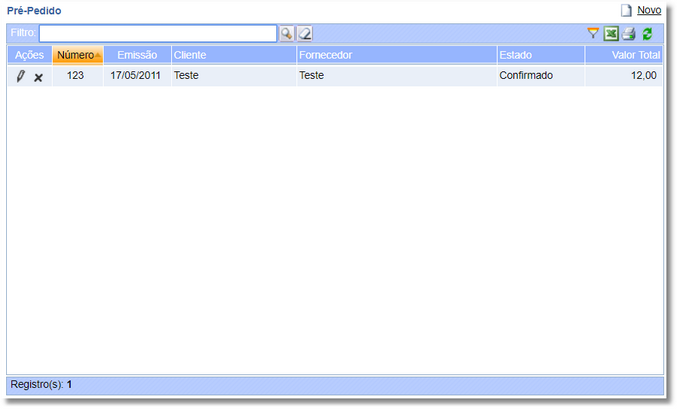 Pré-Pedido Novo
Filtro:
Ações Número Emissão Cliente Fornecedor Estado Valor Total
123 17/05/2011 Teste Teste Confirmado 12,00
Registro(s): 1